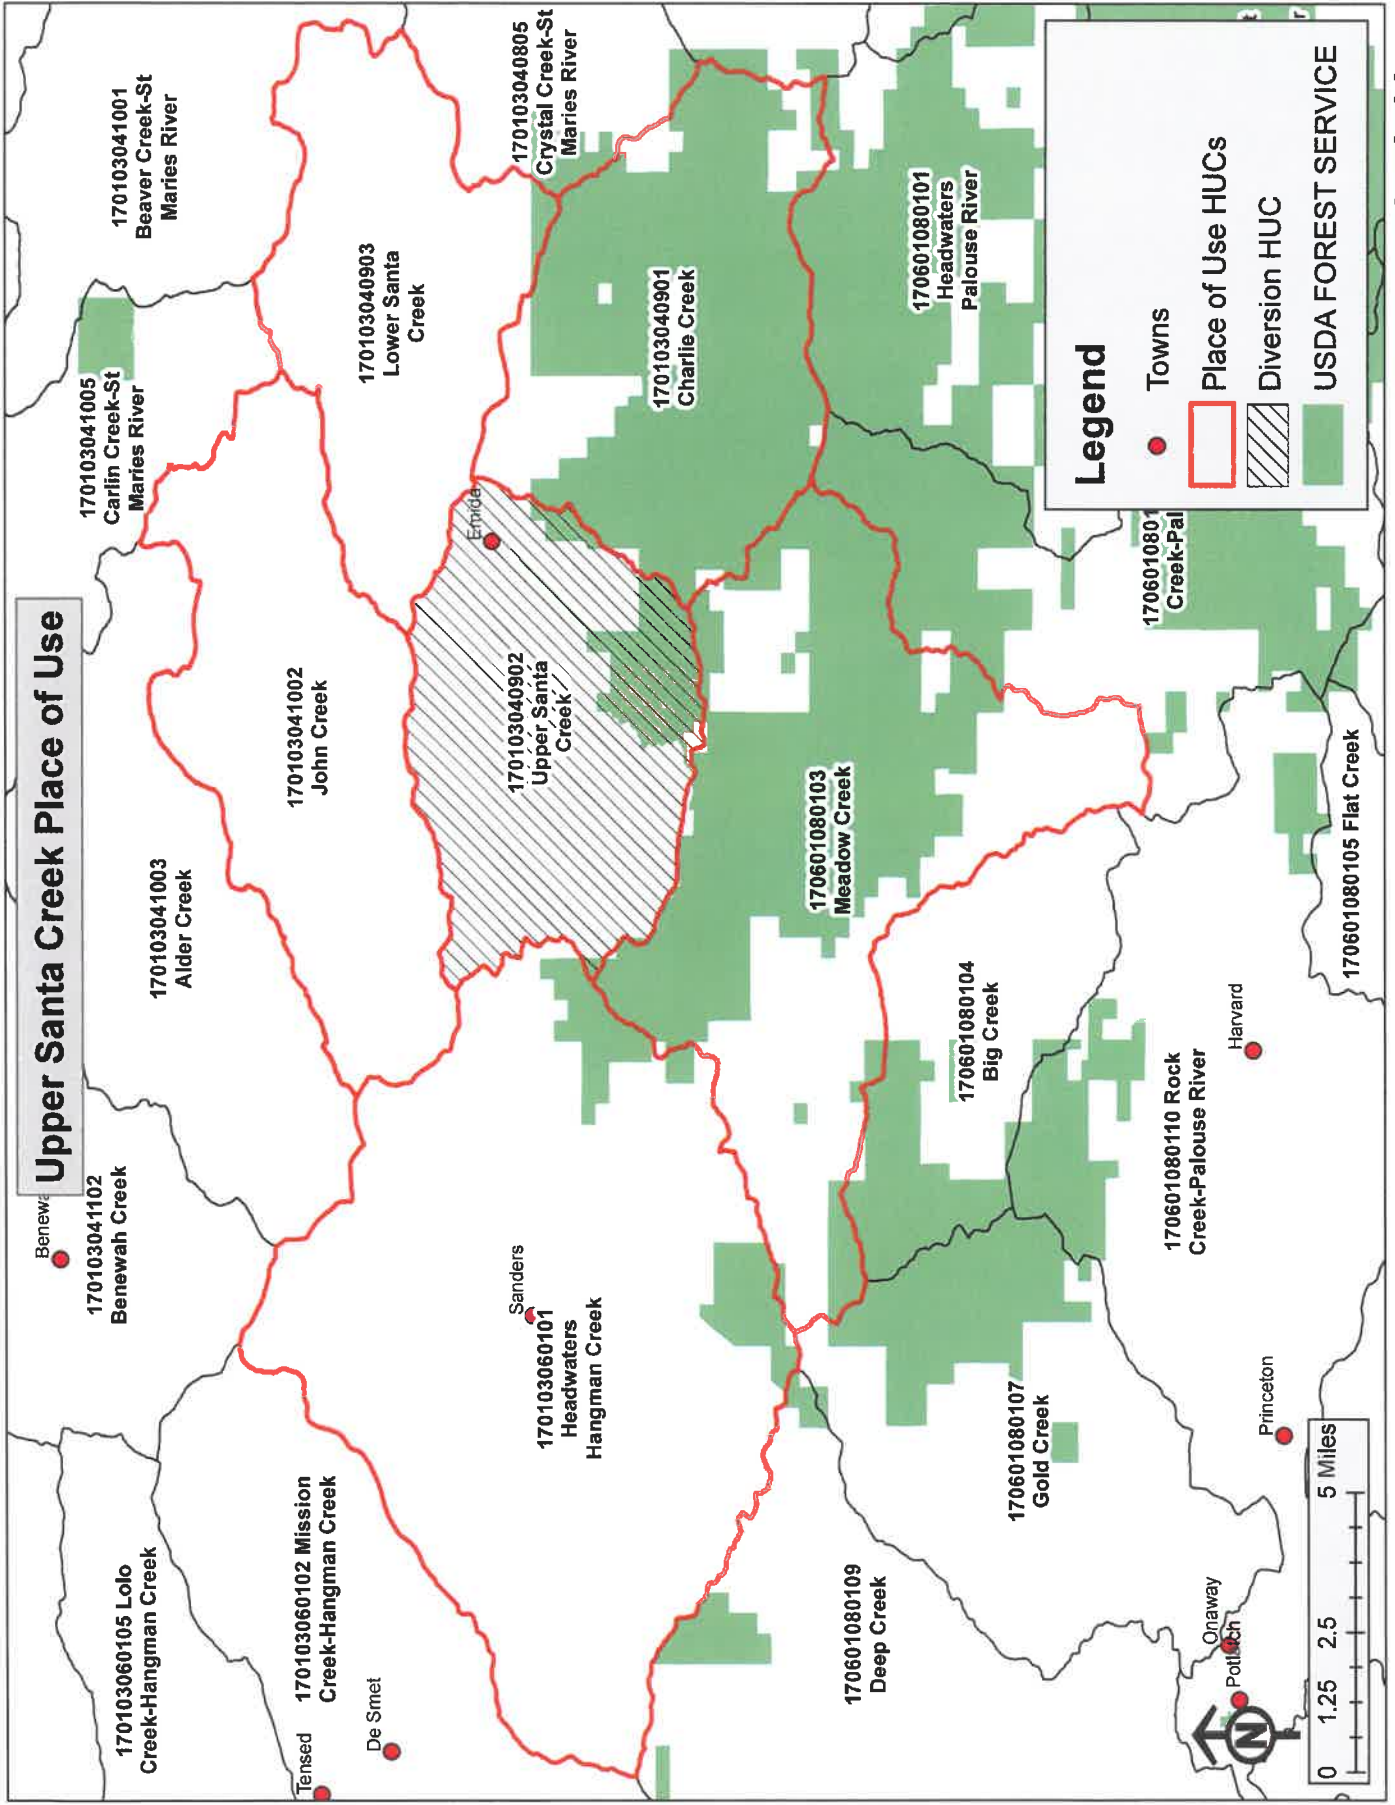 Upper Santa Creek Place of Use
170103060105 Lolo
Creek-Hangman Creek
Tensed
De Smet
170103060102 Mission
Creek-Hangman Creek
170103041102
Benewah Creek
170103041003
Alder Creek
170103041005
Carlin Creek-St
Maries River
170103041001
Beaver Creek-St
Maries River
170103041002
John Creek
170103040903
Lower Santa
Creek
170103040805
Crystal Creek-St
Maries River
Sanders
170103060101
Headwaters
Hangman Creek
170103040902
Upper Santa
Creek
Emida
170103040901
Charlie Creek
170601080103
Meadow Creek
170601080101
Headwaters
Palouse River
170601080109
Deep Creek
170601080107
Gold Creek
170601080104
Big Creek
Creek-Pal
170601080110 Rock
Creek-Palouse River
Harvard
Princeton
Onaway
Potlatch
170601080105 Flat Creek
N
0 1.25 2.5 5 Miles
Legend
Towns
Place of Use HUCs
Diversion HUC
USDA FOREST SERVICE